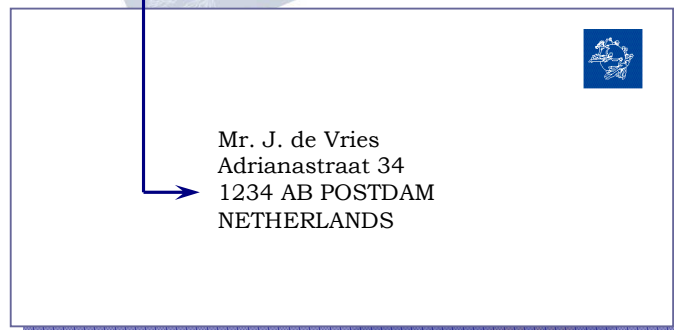 Mr. J. de Vries
Adrianastraat 34
1234 AB POSTDAM
NETHERLANDS